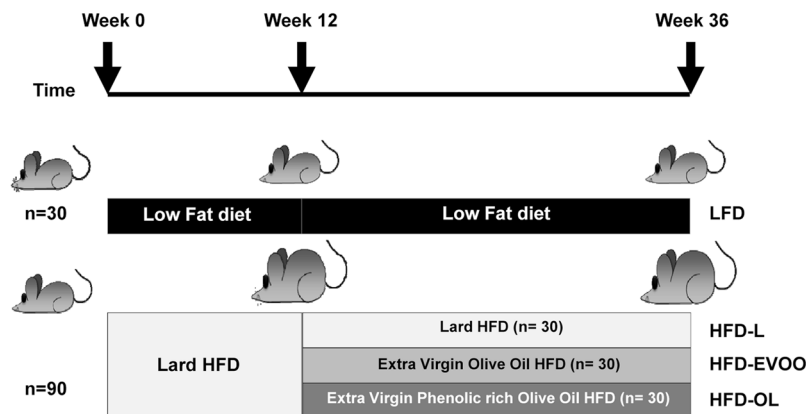 Week 0
Week 12
Week 36
Time
n=30
Low Fat diet
Low Fat diet
LFD
Lard HFD
Lard HFD (n= 30)
HFD-L
Extra Virgin Olive Oil HFD (n= 30)
HFD-EVOO
n=90
Extra Virgin Phenolic rich Olive Oil HFD (n= 30)
HFD-OL